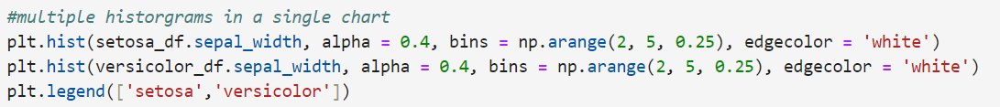 #multiple historgrams in a single chart
plt.hist(setosa_df.sepal_width, alpha = 0.4, bins = np.arange(2, 5, 0.25), edgecolor = 'white')
plt.hist(versicolor_df.sepal_width, alpha = 0.4, bins = np.arange(2, 5, 0.25), edgecolor = 'white')
plt.legend(['setosa','versicolor'])